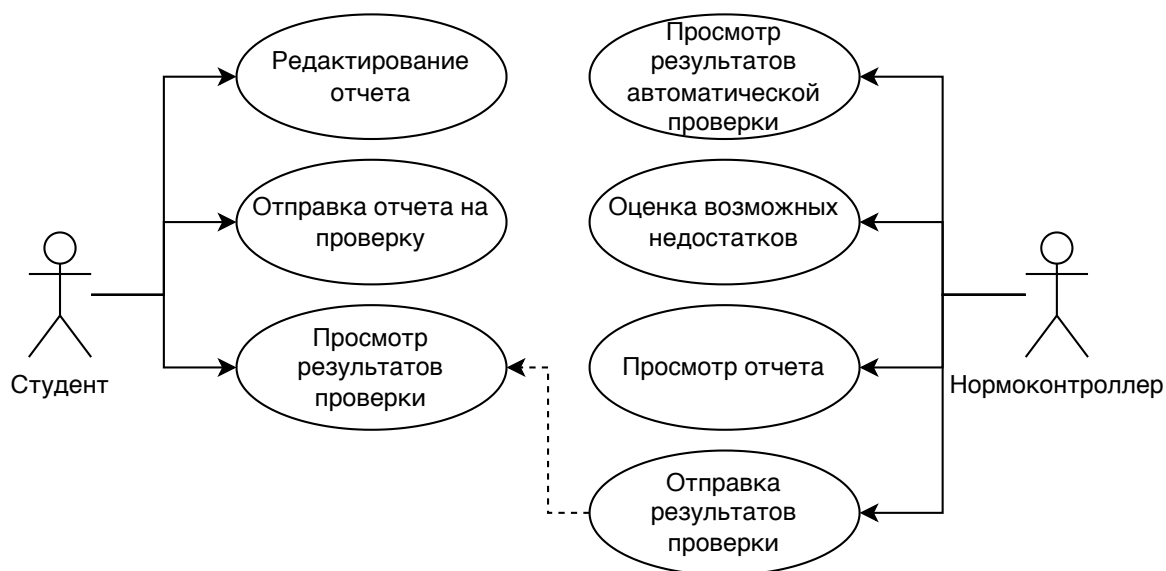 Редактирование
отчета
Отправка отчета на
проверку
Просмотр
результатов
проверки
Студент
Просмотр
результатов
автоматической
проверки
Оценка возможных
недостатков
Просмотр отчета
Отправка
результатов
проверки
Нормоконтроллер